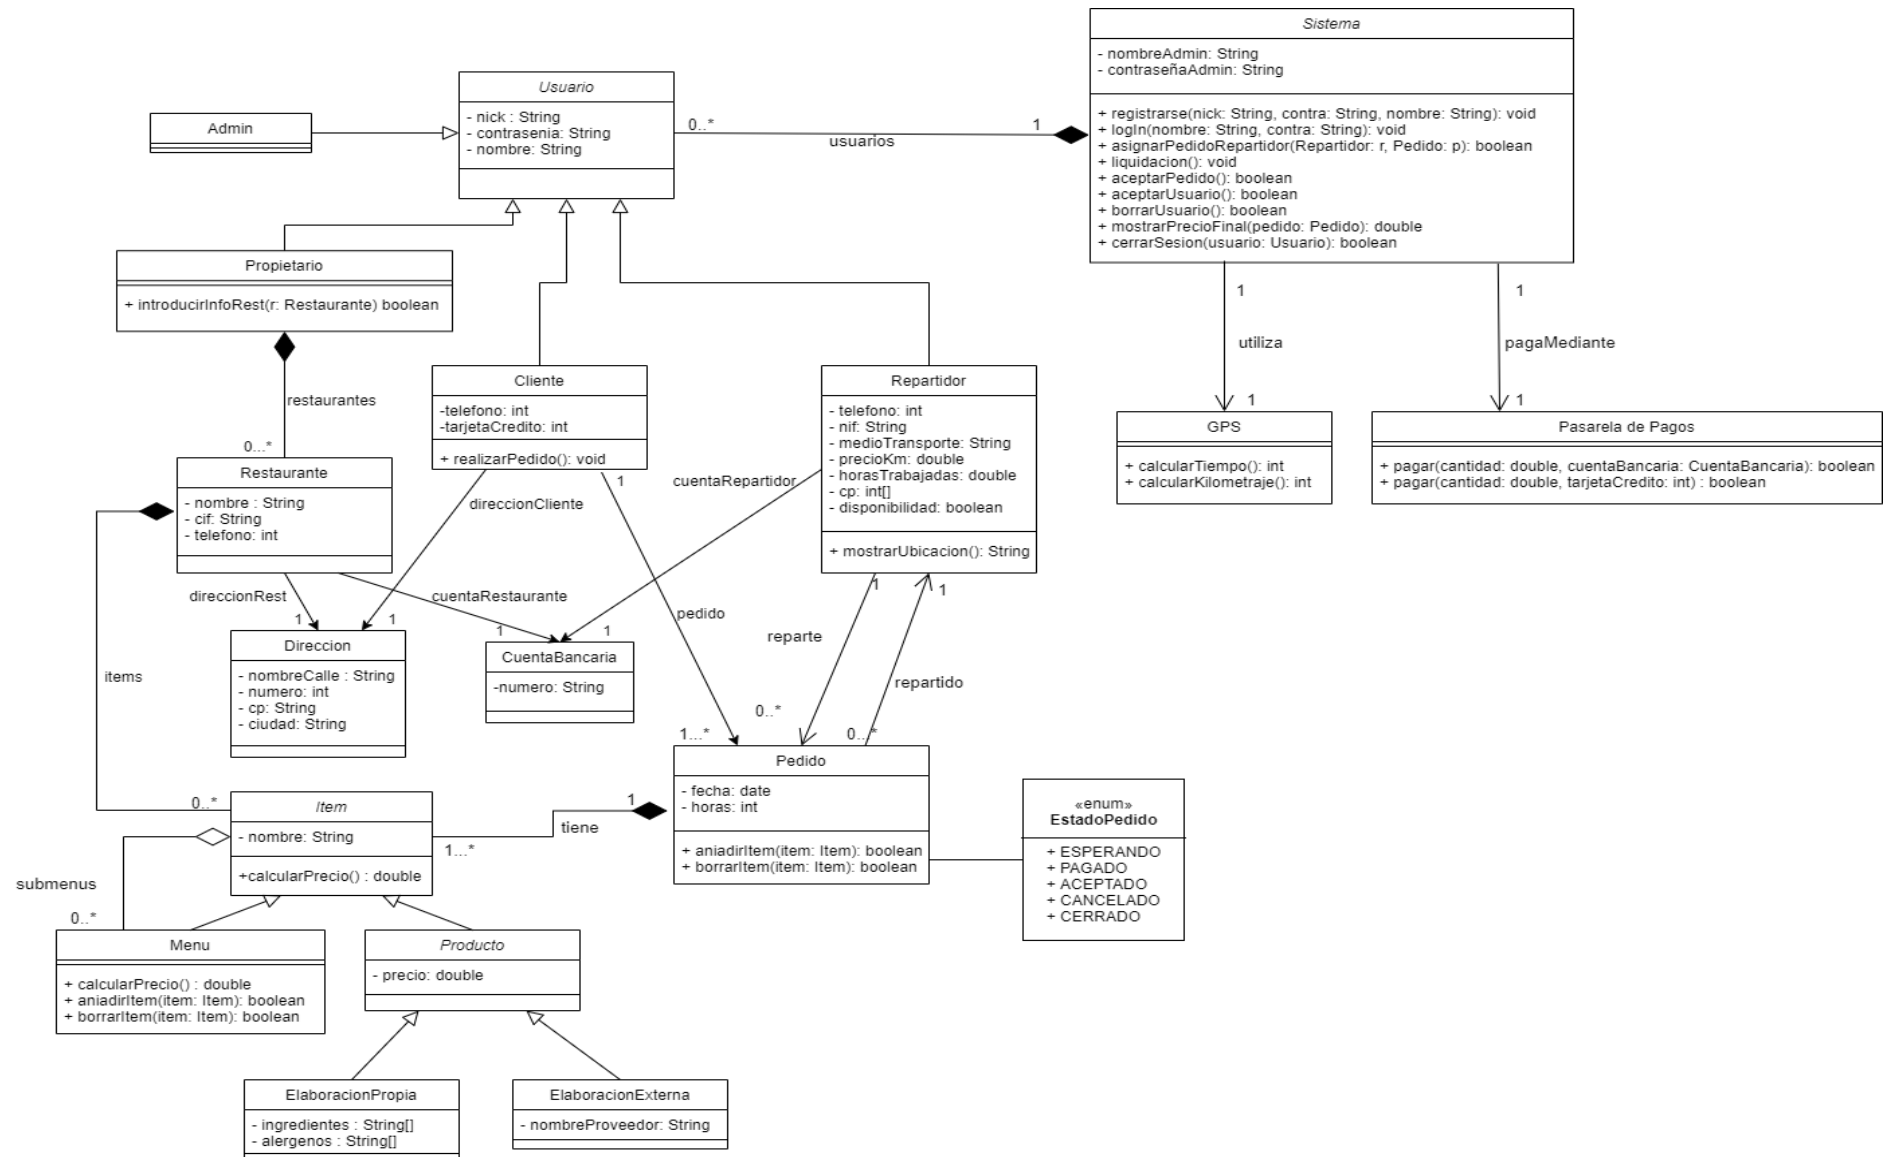 Sistema
- nombreAdmin: String
- contraseñaAdmin: String
+ registrarse(nick: String, contra: String, nombre: String): void
+ logIn(nombre: String, contra: String): void
+ asignarPedidoRepartidor(Repartidor: r, Pedido: p): boolean
+ liquidacion(): void
+ aceptarPedido(): boolean
+ aceptarUsuario(): boolean
+ borrarUsuario(): boolean
+ mostrarPrecioFinal(pedido: Pedido): double
+ cerrarSesion(usuario: Usuario): boolean
Usuario
- nick : String
- contrasenia: String
- nombre: String
0..*
1
usuarios
Admin
Propietario
+ introducirInfoRest(r: Restaurante) boolean
restaurantes
0...*
1
utiliza
1
1
pagaMediante
1
Cliente
-telefono: int
-tarjetaCredito: int
+ realizarPedido(): void
Repartidor
- telefono: int
- nif: String
- medioTransporte: String
- precioKm: double
- horasTrabajadas: double
- cp: int[]
- disponibilidad: boolean
+ mostrarUbicacion(): String
GPS
+ calcularTiempo(): int
+ calcularKilometraje(): int
Pasarela de Pagos
+ pagar(cantidad: double, cuentaBancaria: CuentaBancaria): boolean
+ pagar(cantidad: double, tarjetaCredito: int) : boolean
Restaurante
- nombre : String
- cif: String
- telefono: int
direccionCliente
1
cuentaRepartidor
direccionRest
1
1
cuentaRestaurante
1
1
pedido
1...*
1
reparte
0..*
1
repartido
0...*
items
0..*
Direccion
- nombreCalle : String
- numero: int
- cp: String
- ciudad: String
CuentaBancaria
-numero: String
Pedido
- fecha: date
- horas: int
+ aniadirItem(item: Item): boolean
+ borrarItem(item: Item): boolean
«enum»
EstadoPedido
+ ESPERANDO
+ PAGADO
+ ACEPTADO
+ CANCELADO
+ CERRADO
Item
- nombre: String
+calcularPrecio() : double
1
tiene
1...*
submenus
0..*
Menu
+ calcularPrecio() : double
+ aniadirItem(item: Item): boolean
+ borrarItem(item: Item): boolean
Producto
- precio: double
ElaboracionPropia
- ingredientes : String[]
- alergenos : String[]
ElaboracionExterna
- nombreProveedor: String